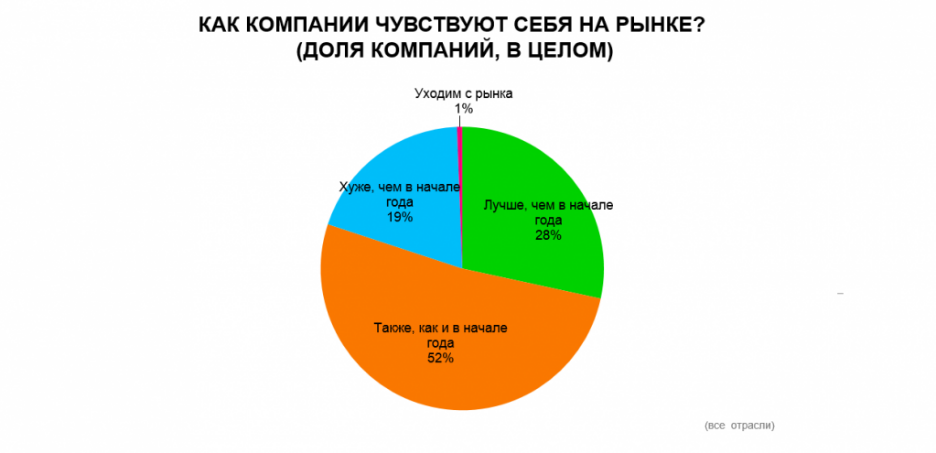 КАК КОМПАНИИ ЧУВСТВУЮТ СЕБЯ НА РЫНКЕ?
(ДОЛЯ КОМПАНИЙ, В ЦЕЛОМ)
Уходим с рынка
1%
Хуже, чем в начале
года
19%
Лучше, чем в начале
года
28%
Также, как и в начале
года
52%
(все отрасли)